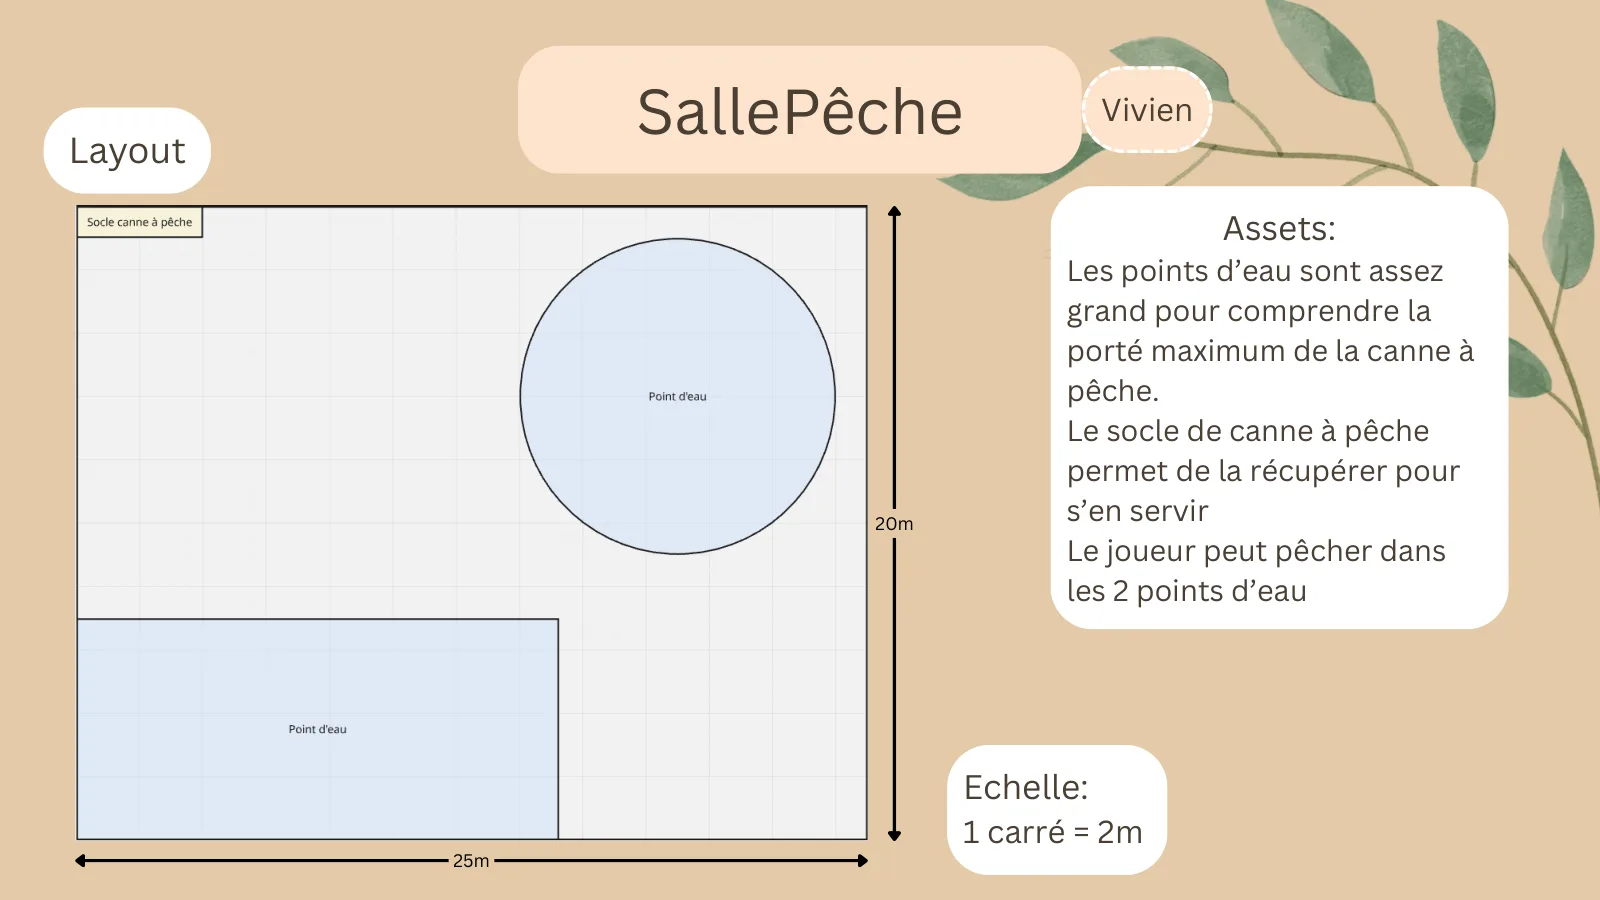 SallePêche
Vivien
Layout
Socle canne à pêche
Point d'eau
20m
Point d'eau
25m
Assets:
Les points d’eau sont assez
grand pour comprendre la
porté maximum de la canne à
pêche.
Le socle de canne à pêche
permet de la récupérer pour
s’en servir
Le joueur peut pêcher dans
les 2 points d’eau
Echelle:
1 carré = 2m